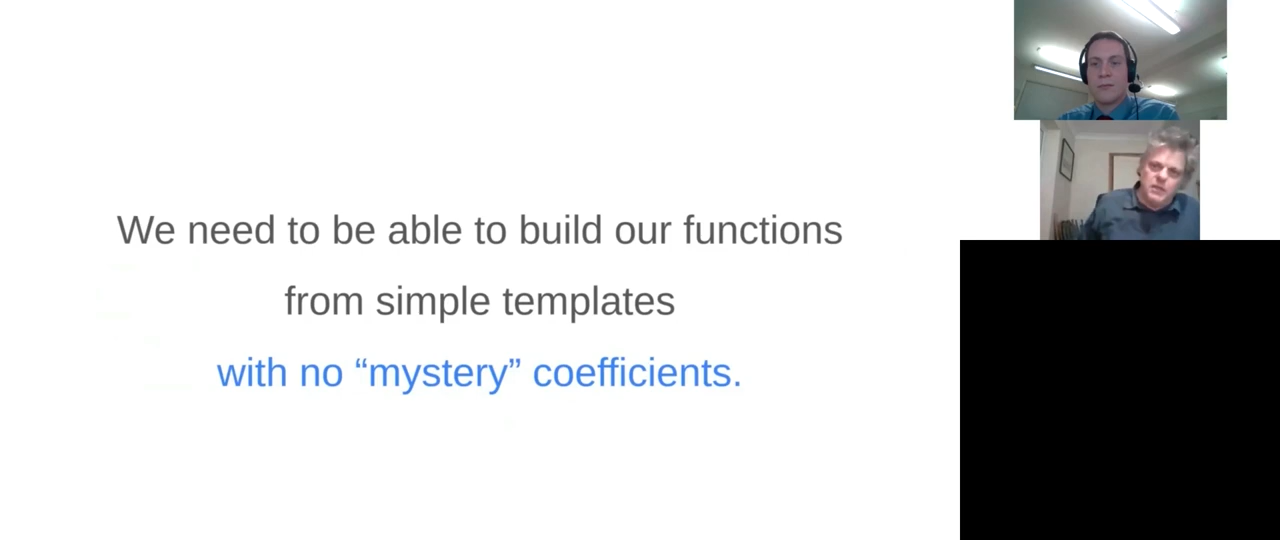 We need to be able to build our functions
from simple templates
with no “mystery” coefficients.